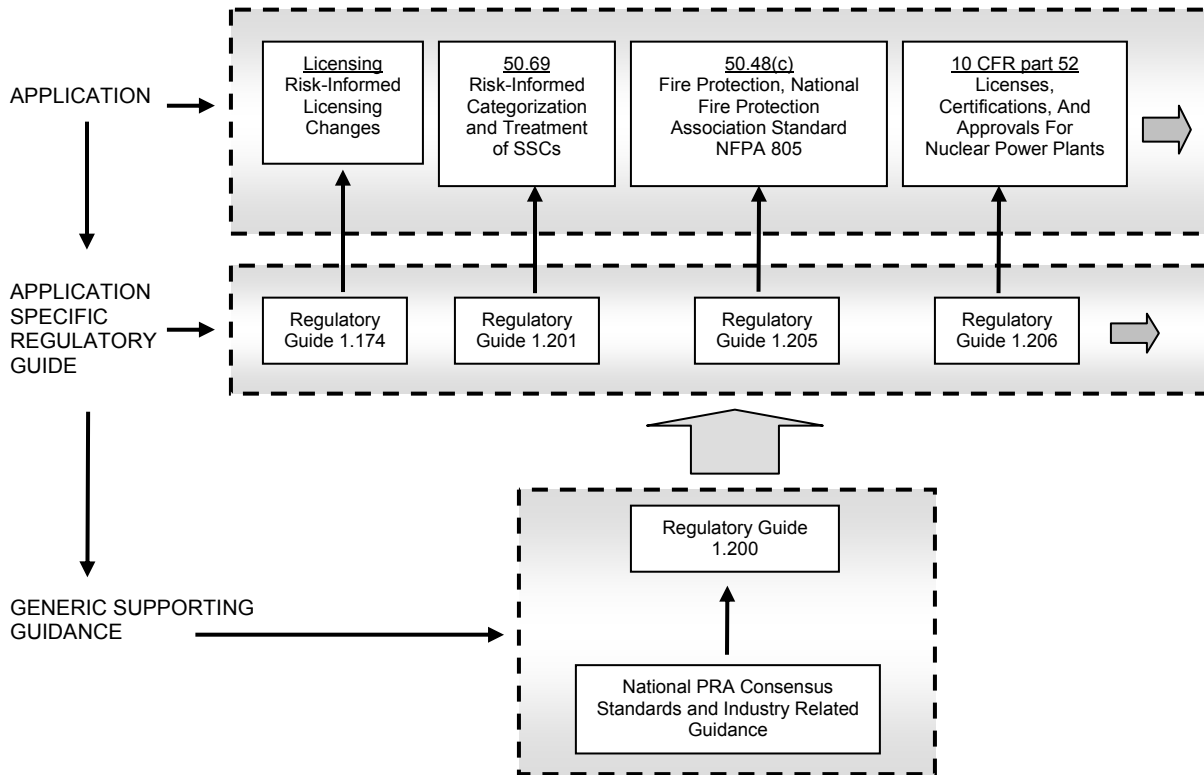 APPLICATION
Licensing
Risk-Informed
Licensing
Changes
50.69
Risk-Informed
Categorization
and Treatment
of SSCs
50.48(c)
Fire Protection, National
Fire Protection
Association Standard
NFPA 805
10 CFR part 52
Licenses,
Certifications, And
Approvals For
Nuclear Power Plants
APPLICATION
SPECIFIC
REGULATORY
GUIDE
Regulatory
Guide 1.174
Regulatory
Guide 1.201
Regulatory
Guide 1.205
Regulatory
Guide 1.206
GENERIC SUPPORTING
GUIDANCE
Regulatory Guide
1.200
National PRA Consensus
Standards and Industry Related
Guidance